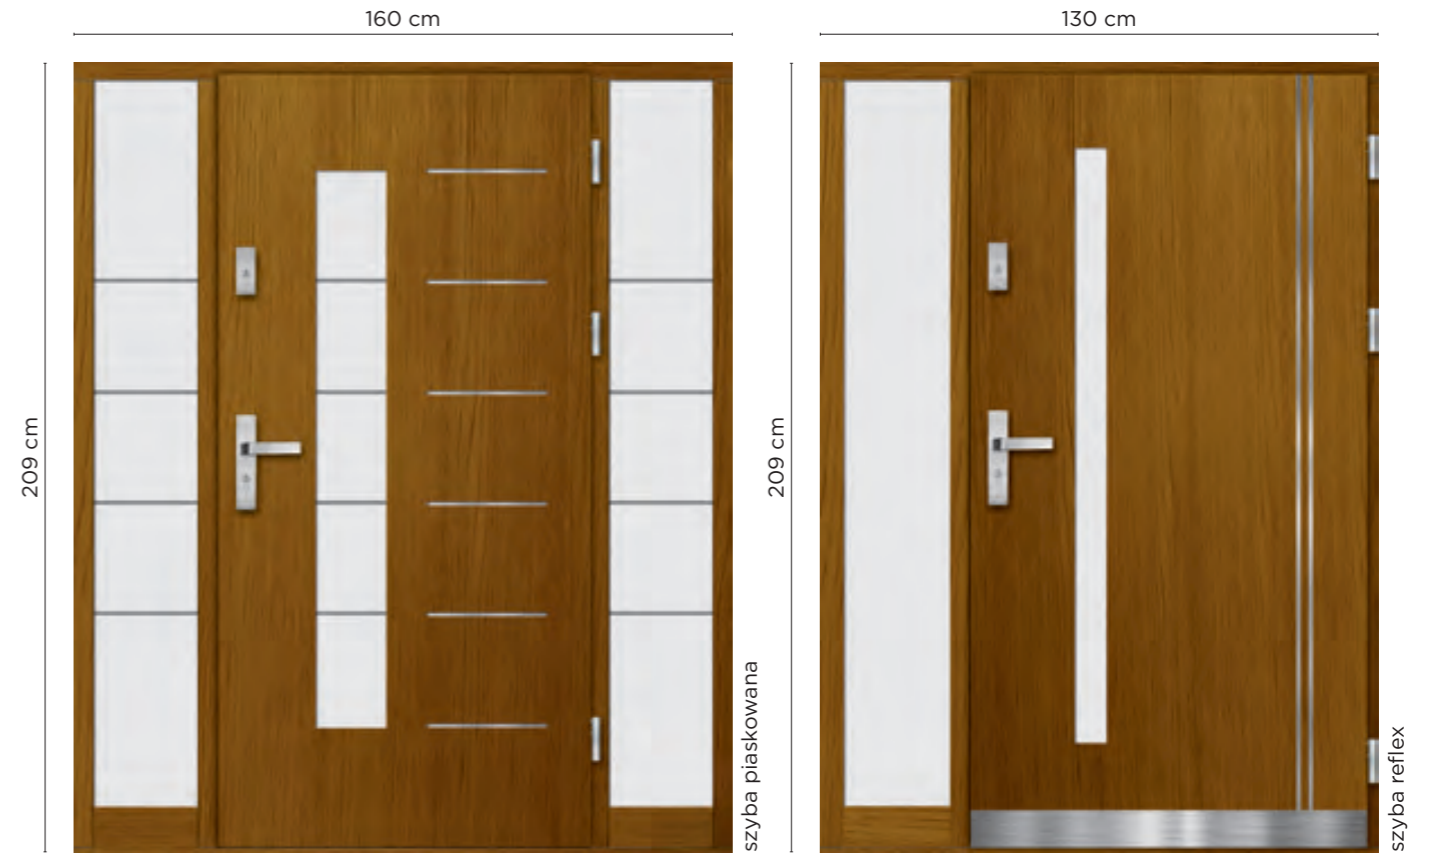 160 cm
209 cm
szyba piaskowana
130 cm
209 cm
szyba reflex